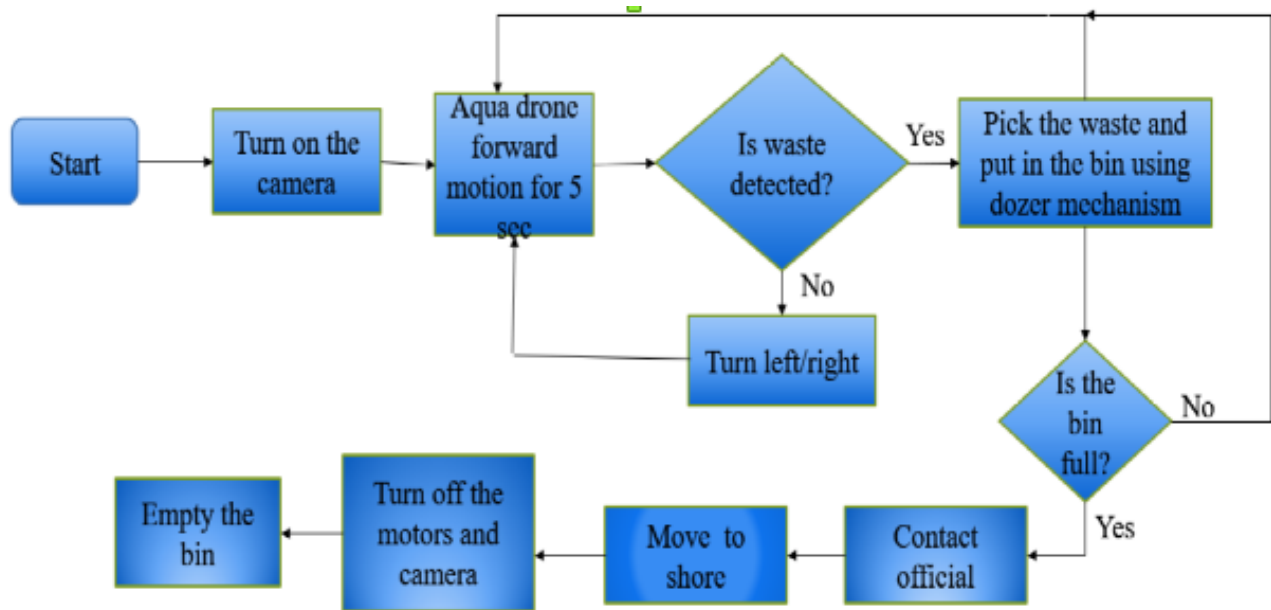 Start
Turn on the
camera
Aqua drone
forward
motion for 5
sec
Is waste
detected?
Yes
Pick the waste and
put in the bin using
dozer mechanism
No
Turn left/right
Is the
bin
full?
No
Yes
Contact
official
Move to
shore
Turn off the
motors and
camera
Empty the
bin